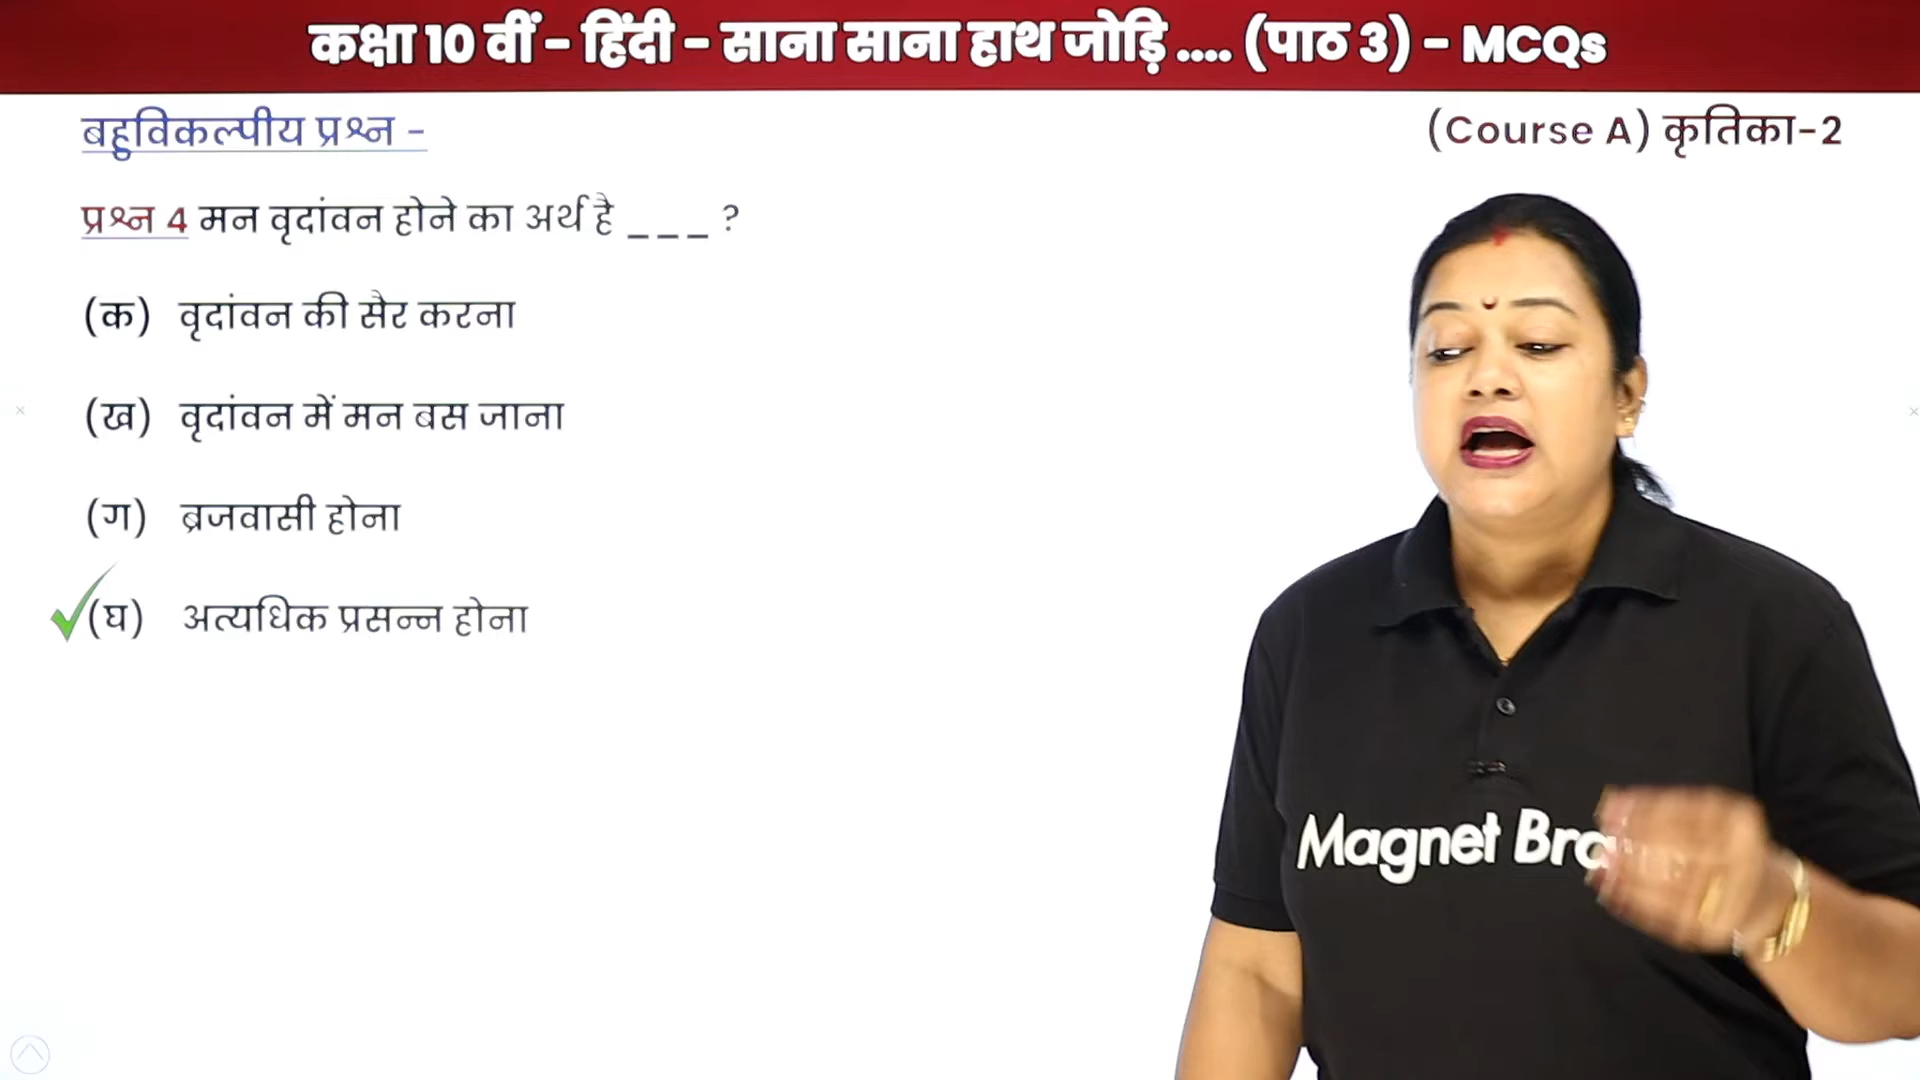 कक्षा 10 वीं - हिंदी - साना साना हाथ जोड़ि .... (पाठ 3) - MCQs
बहुविकल्पीय प्रश्न -
(Course A) कृतिका-2
प्रश्न 4 मन वृदांवन होने का अर्थ है _ _ _ ?
(क) वृदांवन की सैर करना
(ख) वृदांवन में मन बस जाना
(ग) ब्रजवासी होना
(घ) अत्यधिक प्रसन्न होना
Magnet Bra